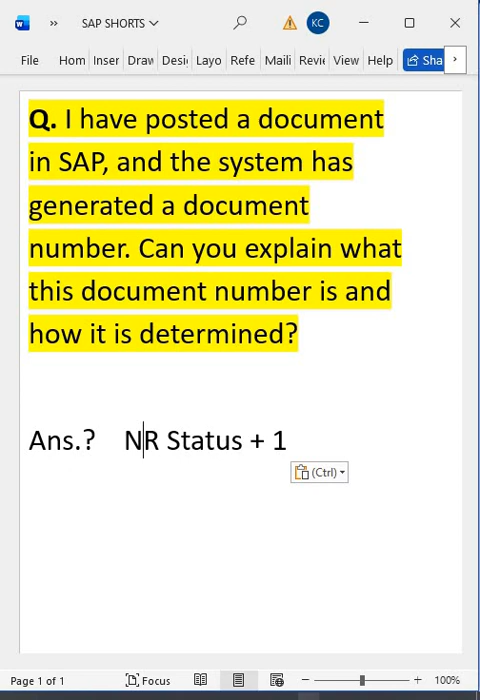 SAP SHORTS
KC
File Hom Inser Draw Desi Layo Refe Maili Revie View Help Sha
Q. I have posted a document
in SAP, and the system has
generated a document
number. Can you explain what
this document number is and
how it is determined?
Ans.? NR Status + 1
(Ctrl)
Page 1 of 1 Focus 100%